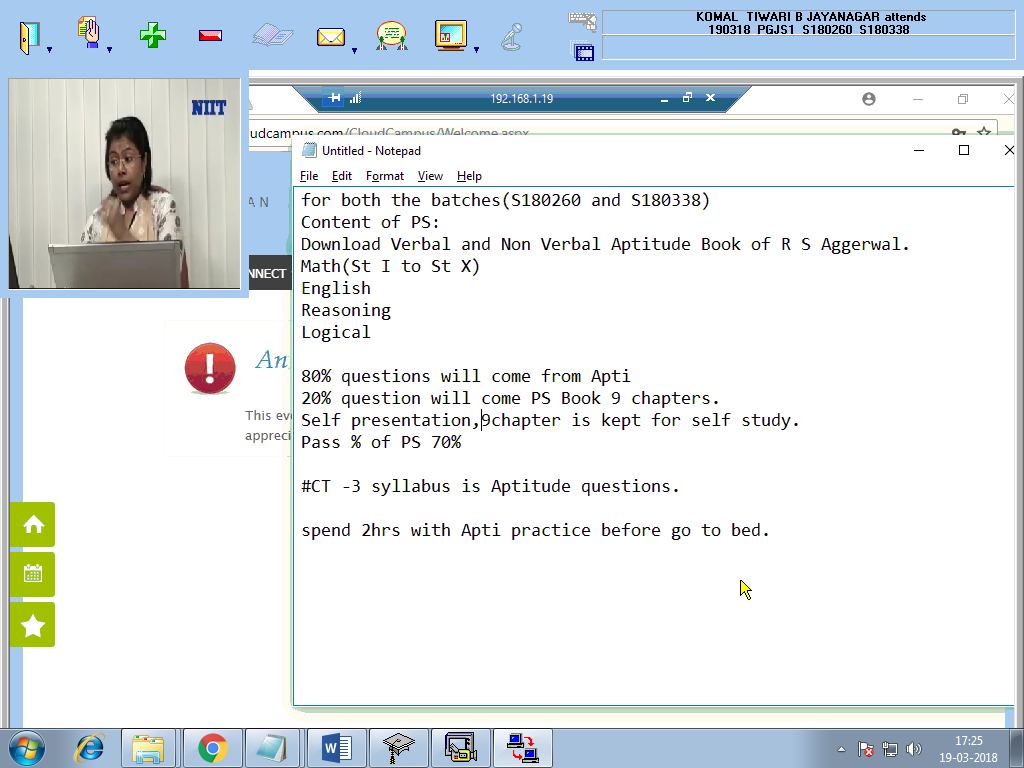 KOMAL TIWARI B JAYANAGAR attends
190318 PGJS1 S180260 S180338
NIIT
192.168.1.19
udcampus.com/CloudCampus/Welcome.aspx
Untitled - Notepad
File Edit Format View Help
for both the batches(S180260 and S180338)
Content of PS:
Download Verbal and Non Verbal Aptitude Book of R S Aggerwal.
Math(St I to St X)
English
Reasoning
Logical
80% questions will come from Apti
20% question will come PS Book 9 chapters.
Self presentation,9chapter is kept for self study.
Pass % of PS 70%
#CT -3 syllabus is Aptitude questions.
spend 2hrs with Apti practice before go to bed.
A N
NNECT
An
This eve
appreci
17:25
19-03-2018